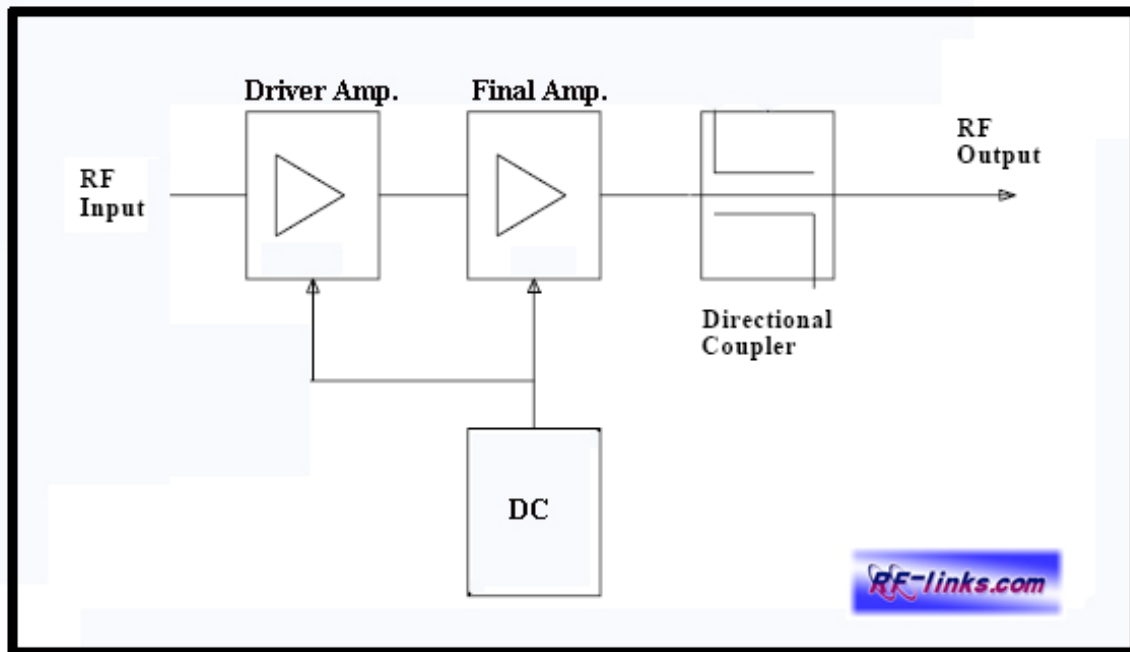 Driver Amp.
Final Amp.
RF
Input
RF
Output
Directional
Coupler
DC
RF-links.com